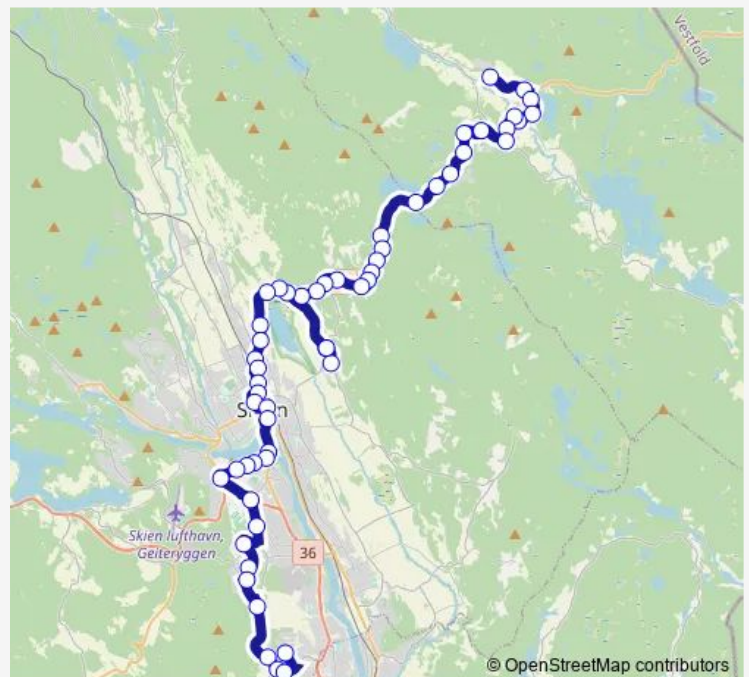 Vestfold
Skien lufthavn,
Geiteryggen
36
© OpenStreetMap contributors